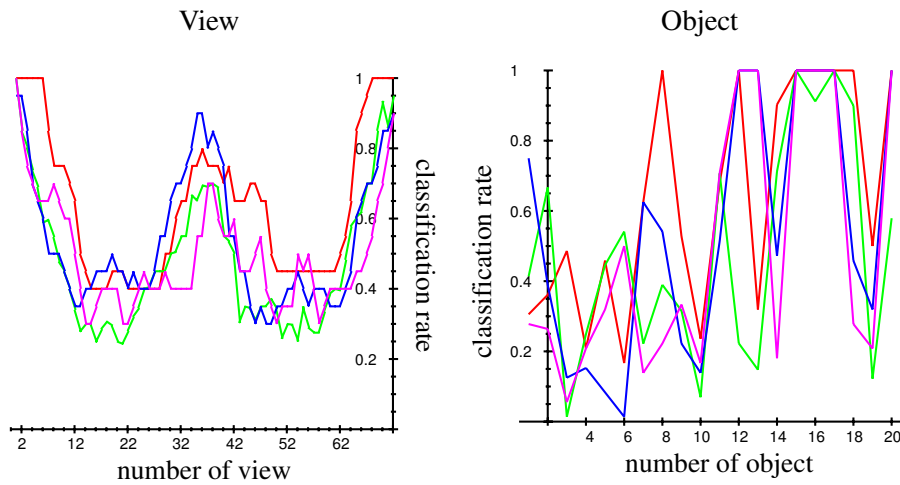 View
1
0.8
0.6
0.4
0.2
classification rate
2 12 22 32 42 52 62
number of view
Object
classification rate
1
0.8
0.6
0.4
0.2
4 6 8 10 12 14 16 18 20
number of object